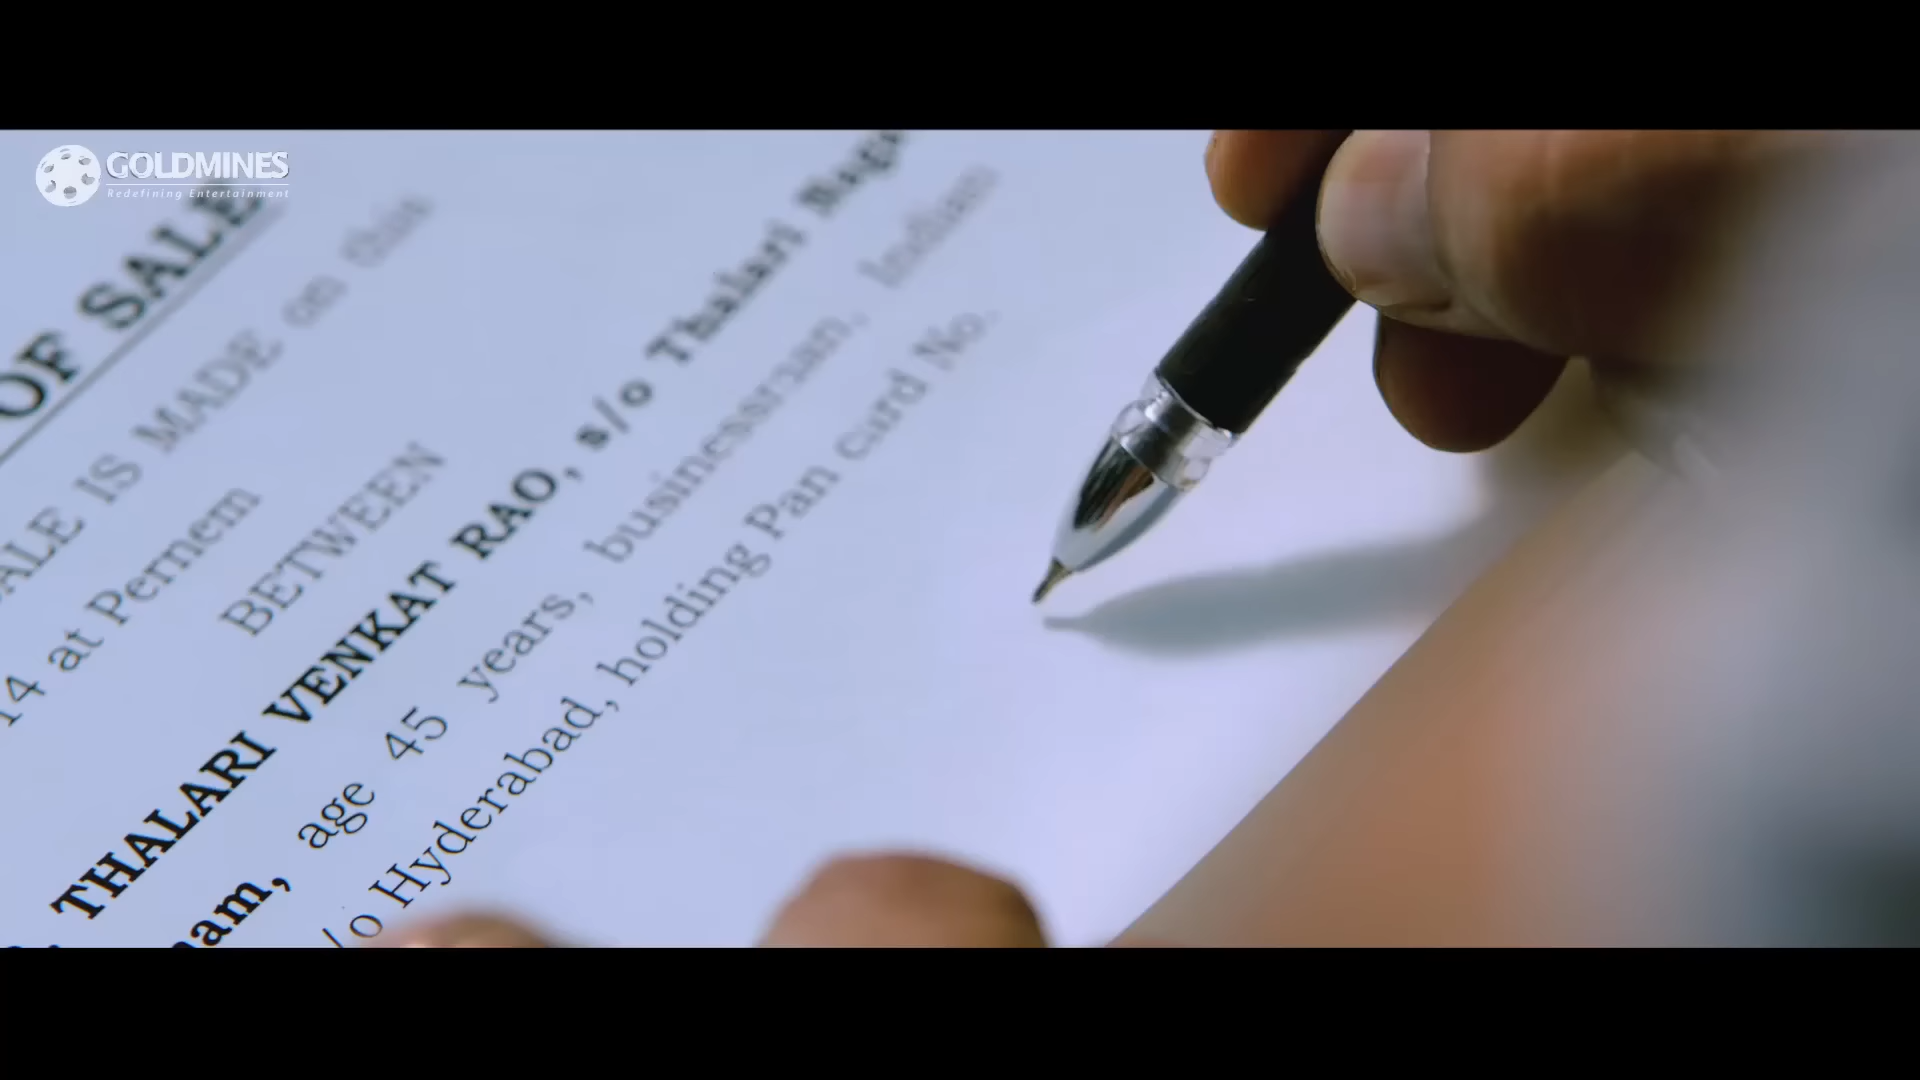 GOLDMINES
Redefining Entertainment
OF SALE
SALE IS MADE on this
14 at Pernem
BETWEEN
THALARI VENKAT RAO, s/o Thalari
nam, age 45 years, businessman, Indian
/o Hyderabad, holding Pan card No.